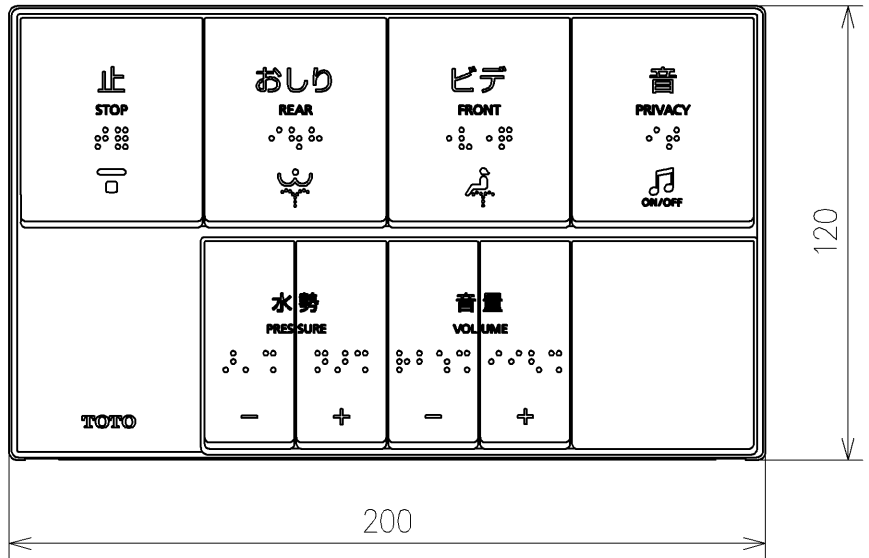 止 おしり ビデ 音
STOP REAR FRONT PRIVACY
ON/OFF
水勢 音量
PRESSURE VOLUME
− + − +
TOTO
120
200